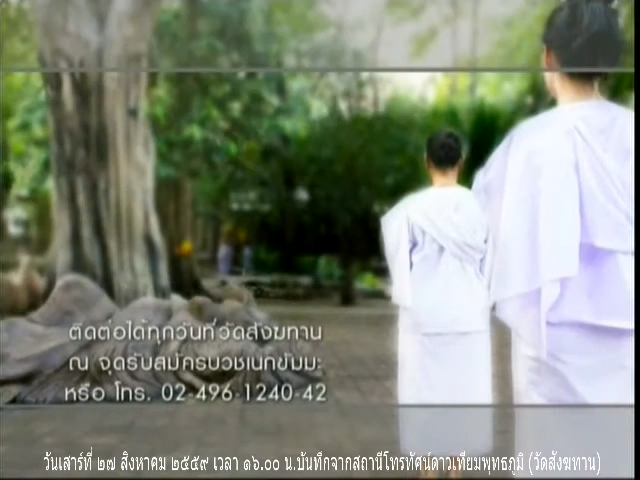 ติดต่อได้ทุกวันที่วัดสังฆทาน
ณ จุดรับสมัครบวชเนกขัมมะ
หรือ โทร. 02-496-1240-42
วันเสาร์ที่ ๒๗ สิงหาคม ๒๕๕๙ เวลา ๑๖.๐๐ น.บันทึกจากสถานีโทรทัศน์ดาวเทียมพุทธภูมิ (วัดสังฆทาน)